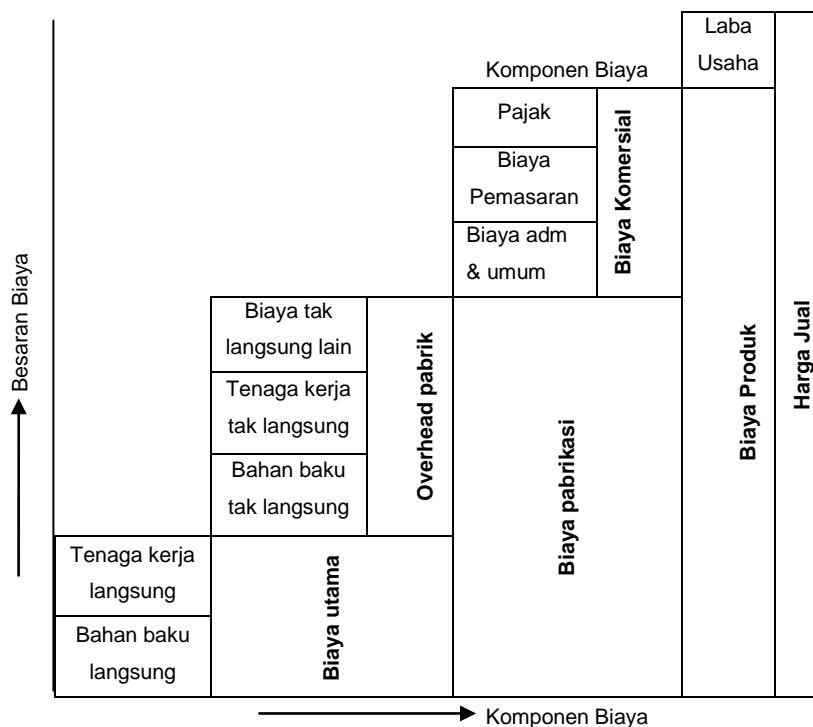 Laba
Usaha
Komponen Biaya
Pajak
Biaya
Pemasaran
Biaya adm
& umum
Biaya Komersial
Biaya tak
langsung lain
Tenaga kerja
tak langsung
Bahan baku
tak langsung
Overhead pabrik
Tenaga kerja
langsung
Bahan baku
langsung
Biaya utama
Biaya pabrikasi
Biaya Produk
Harga Jual
Besaran Biaya
Komponen Biaya